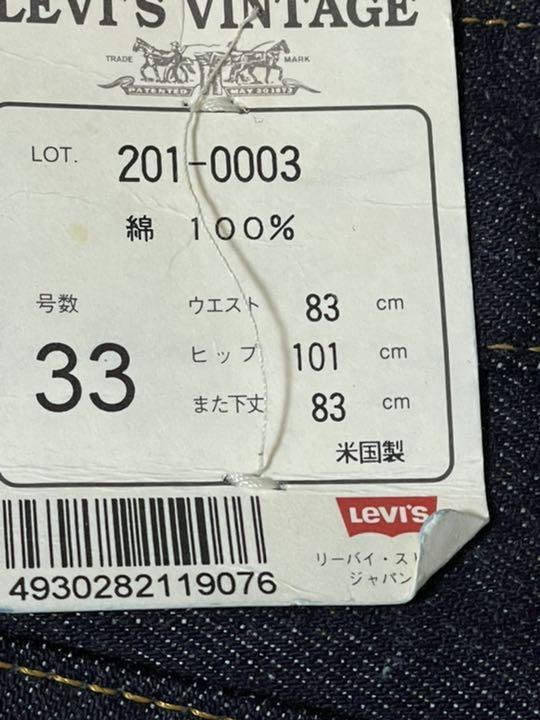 LEVI'S VINTAGE
TRADE MARK
PATENTED MAY 20 1873
LOT. 201-0003
綿 100%
号数 33
ウエスト 83 cm
ヒップ 101 cm
また下丈 83 cm
米国製
4930282119076
LEVI'S
リーバイ・スト
ジャパン